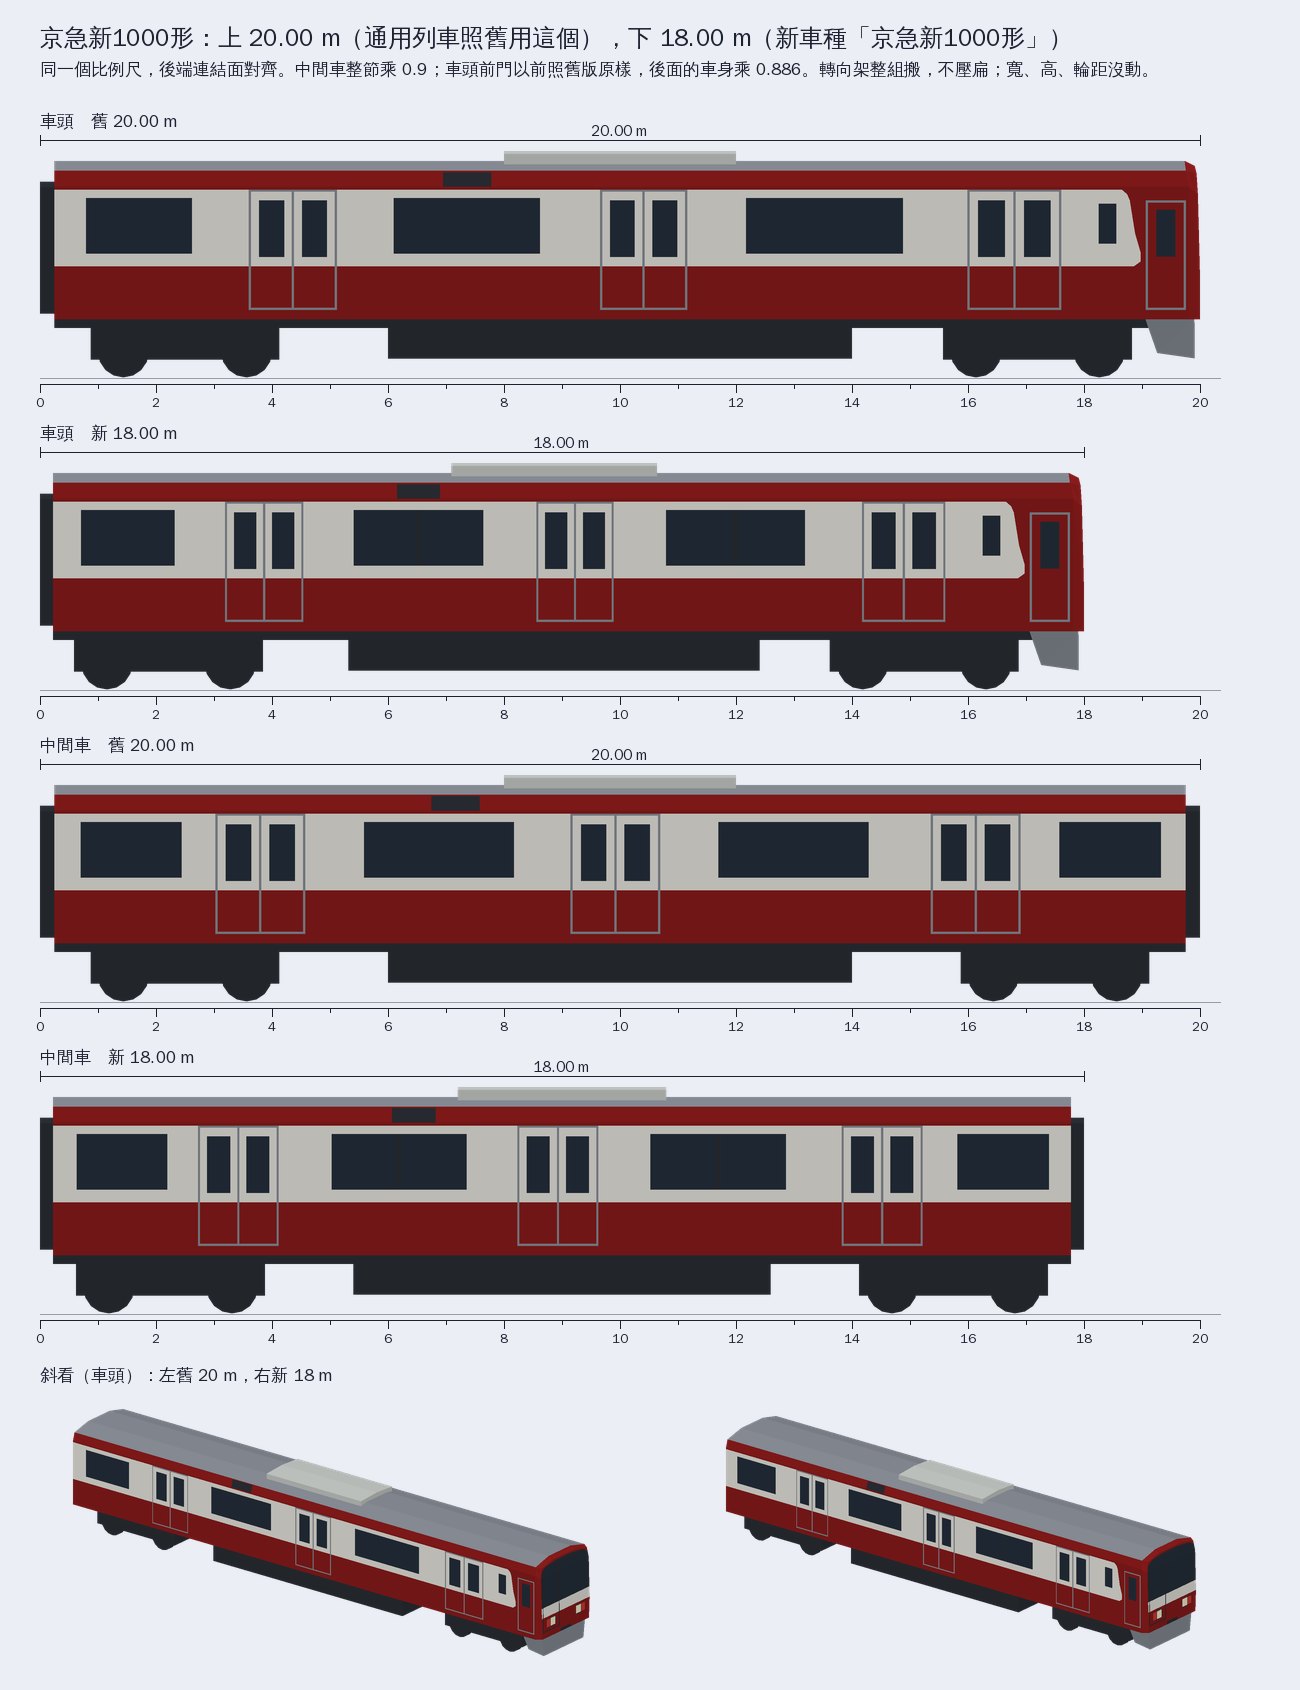 京急新1000形：上 20.00 m（通用列車照舊用這個），下 18.00 m（新車種「京急新1000形」）
同一個比例尺，後端連結面對齊。中間車整節乘 0.9；車頭前門以前照舊版原樣，後面的車身乘 0.886。轉向架整組搬，不壓扁；寬、高、輪距沒動。
車頭　舊 20.00 m
20.00 m
0 2 4 6 8 10 12 14 16 18 20
車頭　新 18.00 m
18.00 m
0 2 4 6 8 10 12 14 16 18 20
中間車　舊 20.00 m
20.00 m
0 2 4 6 8 10 12 14 16 18 20
中間車　新 18.00 m
18.00 m
0 2 4 6 8 10 12 14 16 18 20
斜看（車頭）：左舊 20 m，右新 18 m